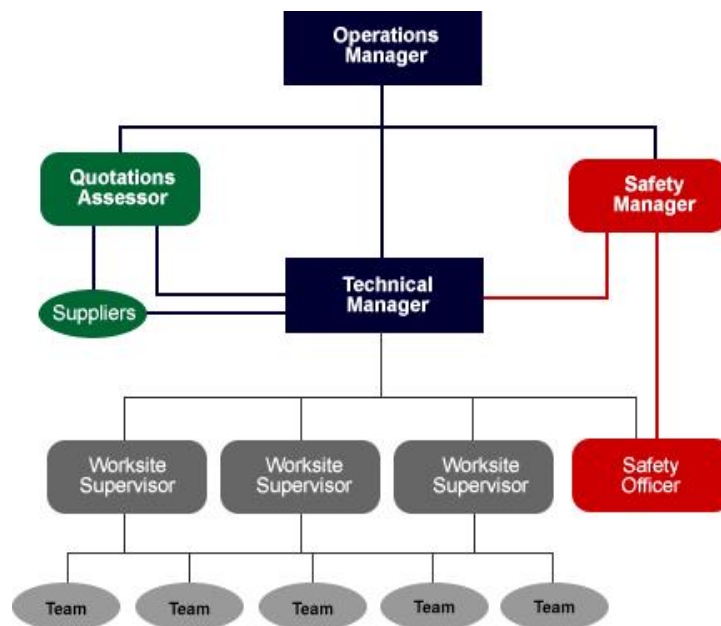 Operations
Manager
Quotations
Assessor
Safety
Manager
Technical
Manager
Suppliers
Worksite
Supervisor
Worksite
Supervisor
Worksite
Supervisor
Safety
Officer
Team
Team
Team
Team
Team